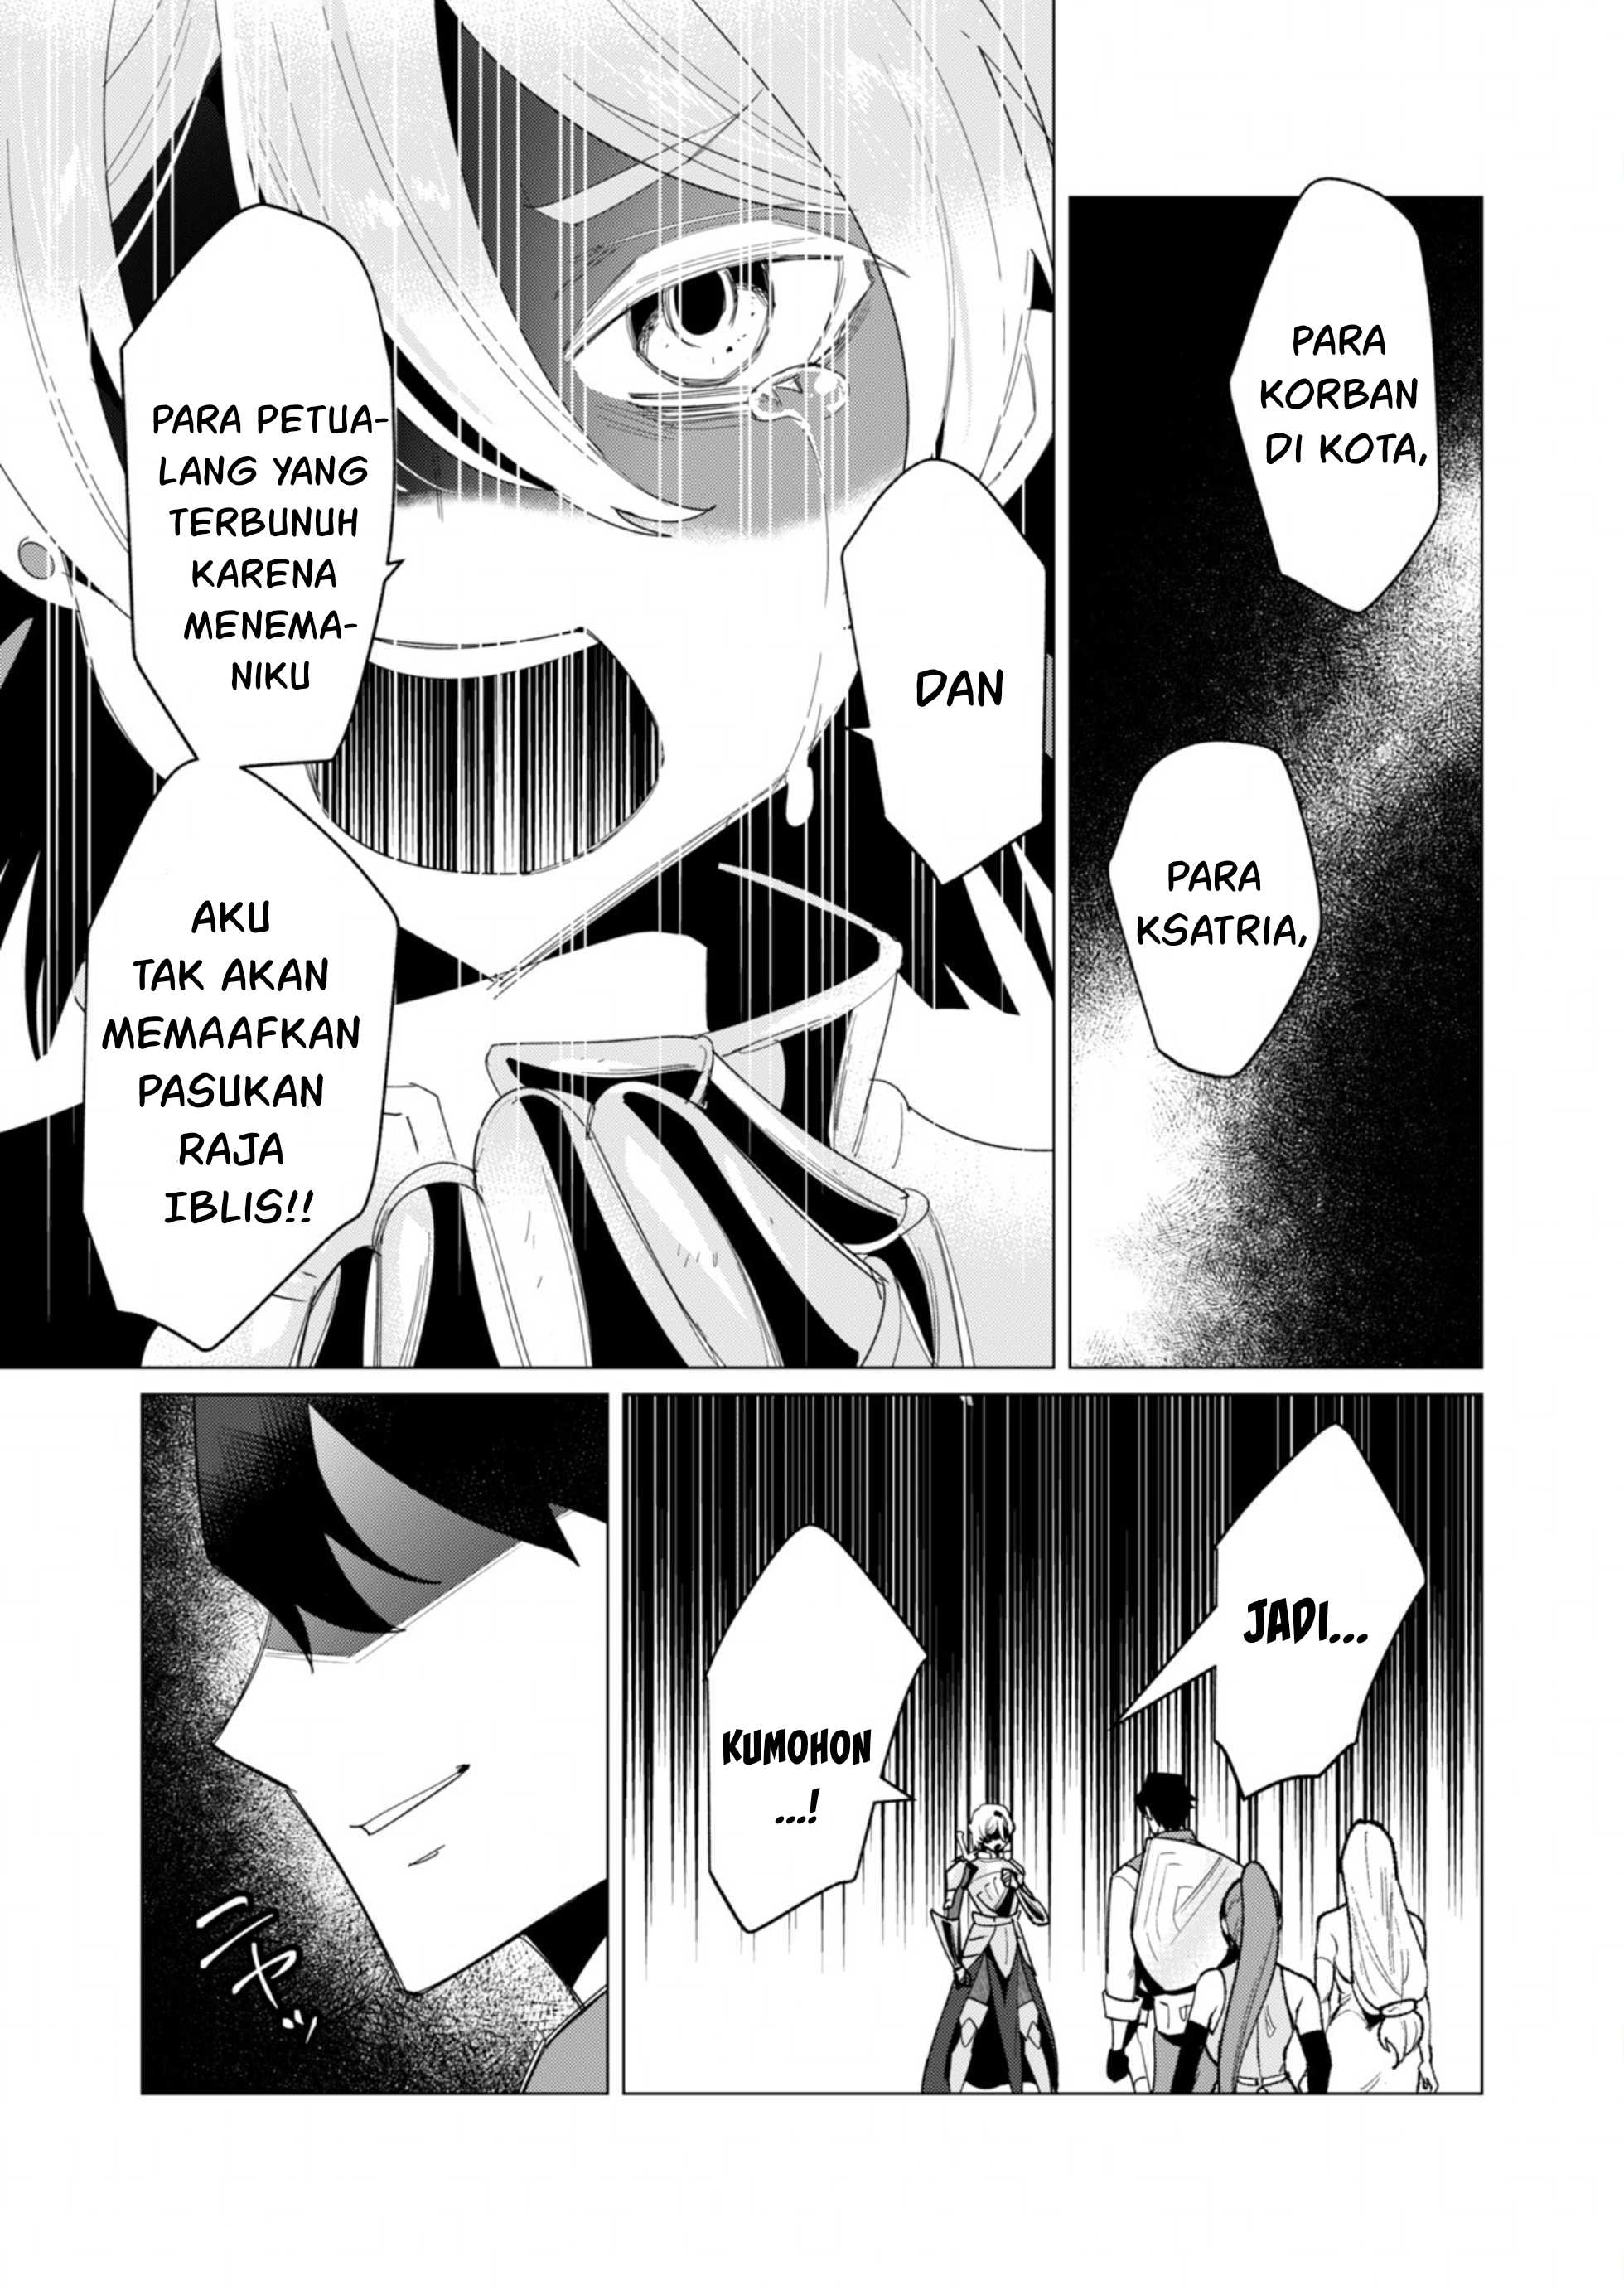 PARA
KORBAN
DI KOTA,
PARA
KSATRIA,
DAN
PARA PETUA-
LANG YANG
TERBUNUH
KARENA
MENEMA-
NIKU
AKU
TAK AKAN
MEMAAFKAN
PASUKAN
RAJA
IBLIS!!
JADI...
KUMOHON
...!
ニヤッ